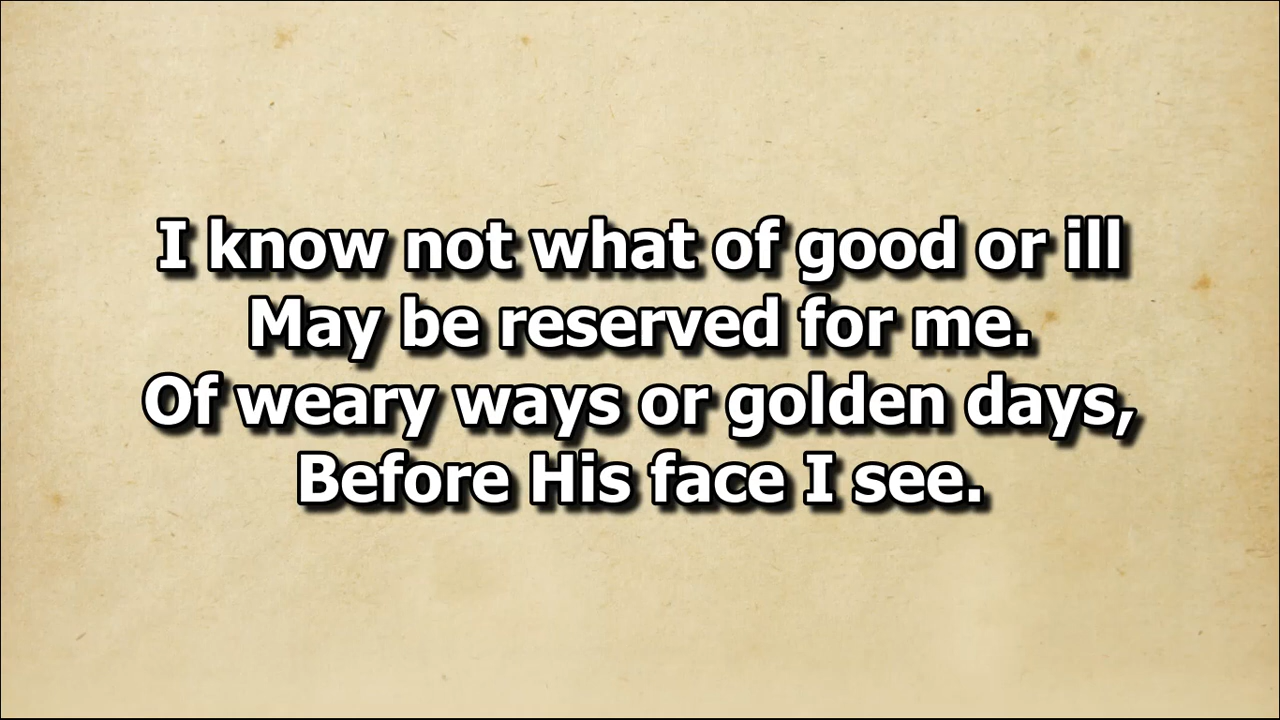 I know not what of good or ill
May be reserved for me.
Of weary ways or golden days,
Before His face I see.